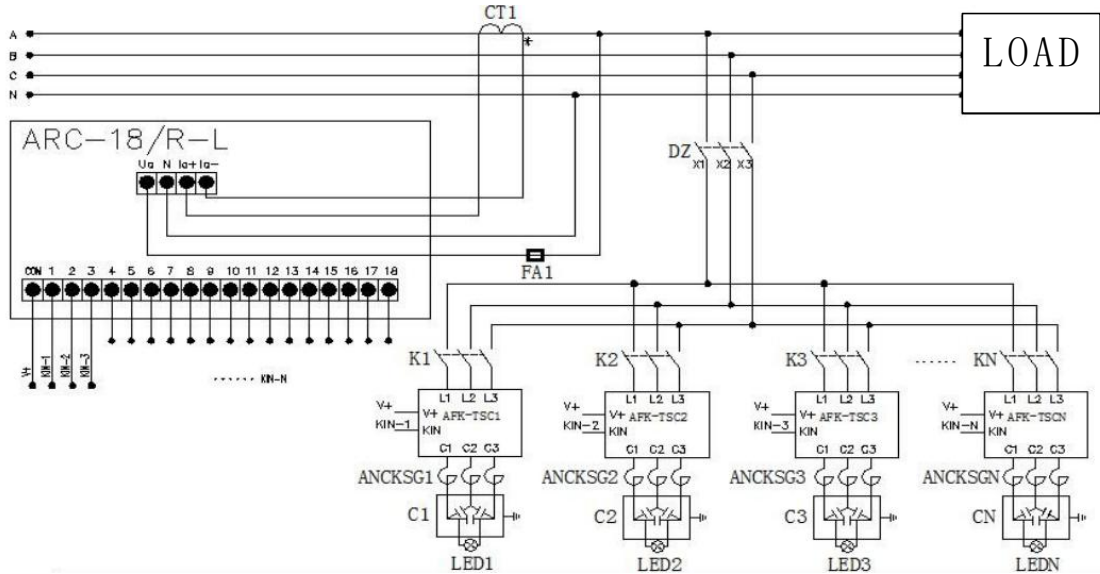 CT1
A
B
C
N
*
LOAD
ARC-18/R-L
Ua N Ia+ Ia-
DZ
X1 X2 X3
FA1
CON 1 2 3 4 5 6 7 8 9 10 11 12 13 14 15 16 17 18
V+ KIN-1 KIN-2 KIN-3
...... KIN-N
K1 K2 K3 ...... KN
L1 L2 L3 L1 L2 L3 L1 L2 L3 L1 L2 L3
V+ V+ AFK-TSC1 V+ V+ AFK-TSC2 V+ V+ AFK-TSC3 V+ V+ AFK-TSCN
KIN-1 KIN KIN-2 KIN KIN-3 KIN KIN-N KIN
C1 C2 C3 C1 C2 C3 C1 C2 C3 C1 C2 C3
ANCKSG1 ANCKSG2 ANCKSG3 ANCKSGN
C1 C2 C3 CN
LED1 LED2 LED3 LEDN